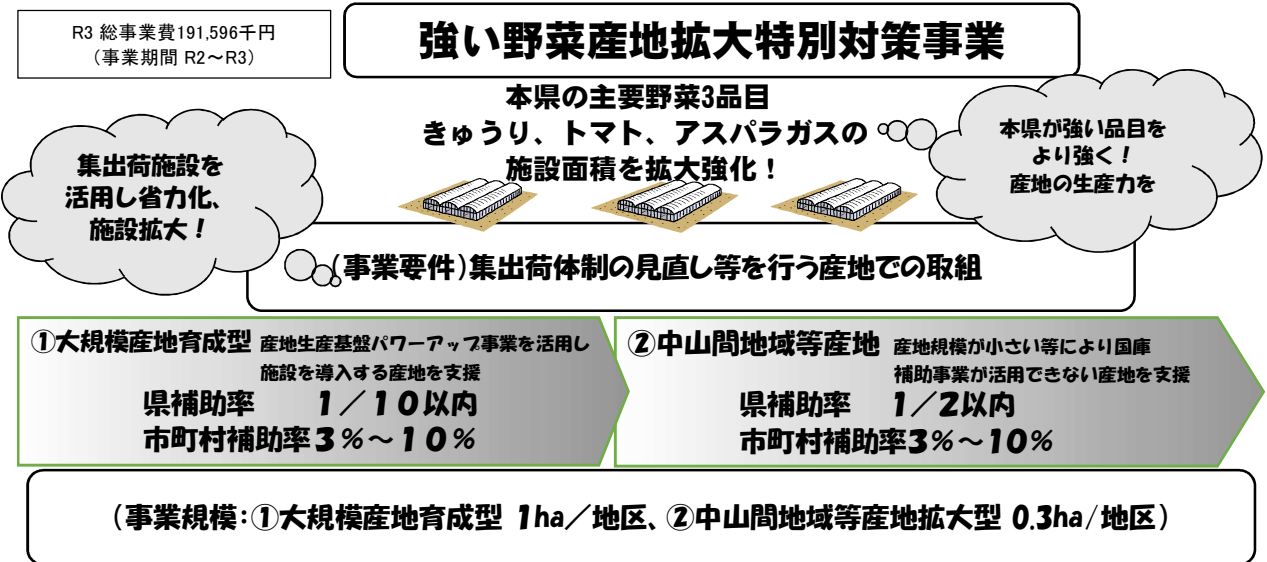 R3 総事業費191,596千円
（事業期間 R2～R3）
強い野菜産地拡大特別対策事業
本県の主要野菜3品目
きゅうり、トマト、アスパラガスの
施設面積を拡大強化！
集出荷施設を
活用し省力化、
施設拡大！
本県が強い品目を
より強く！
産地の生産力を
（事業要件）集出荷体制の見直し等を行う産地での取組
①大規模産地育成型 産地生産基盤パワーアップ事業を活用し
施設を導入する産地を支援
県補助率 １／１０以内
市町村補助率３％～１０％
②中山間地域等産地 産地規模が小さい等により国庫
補助事業が活用できない産地を支援
県補助率 １／２以内
市町村補助率３％～１０％
（事業規模：①大規模産地育成型 1ha／地区、②中山間地域等産地拡大型 0.3ha/地区）